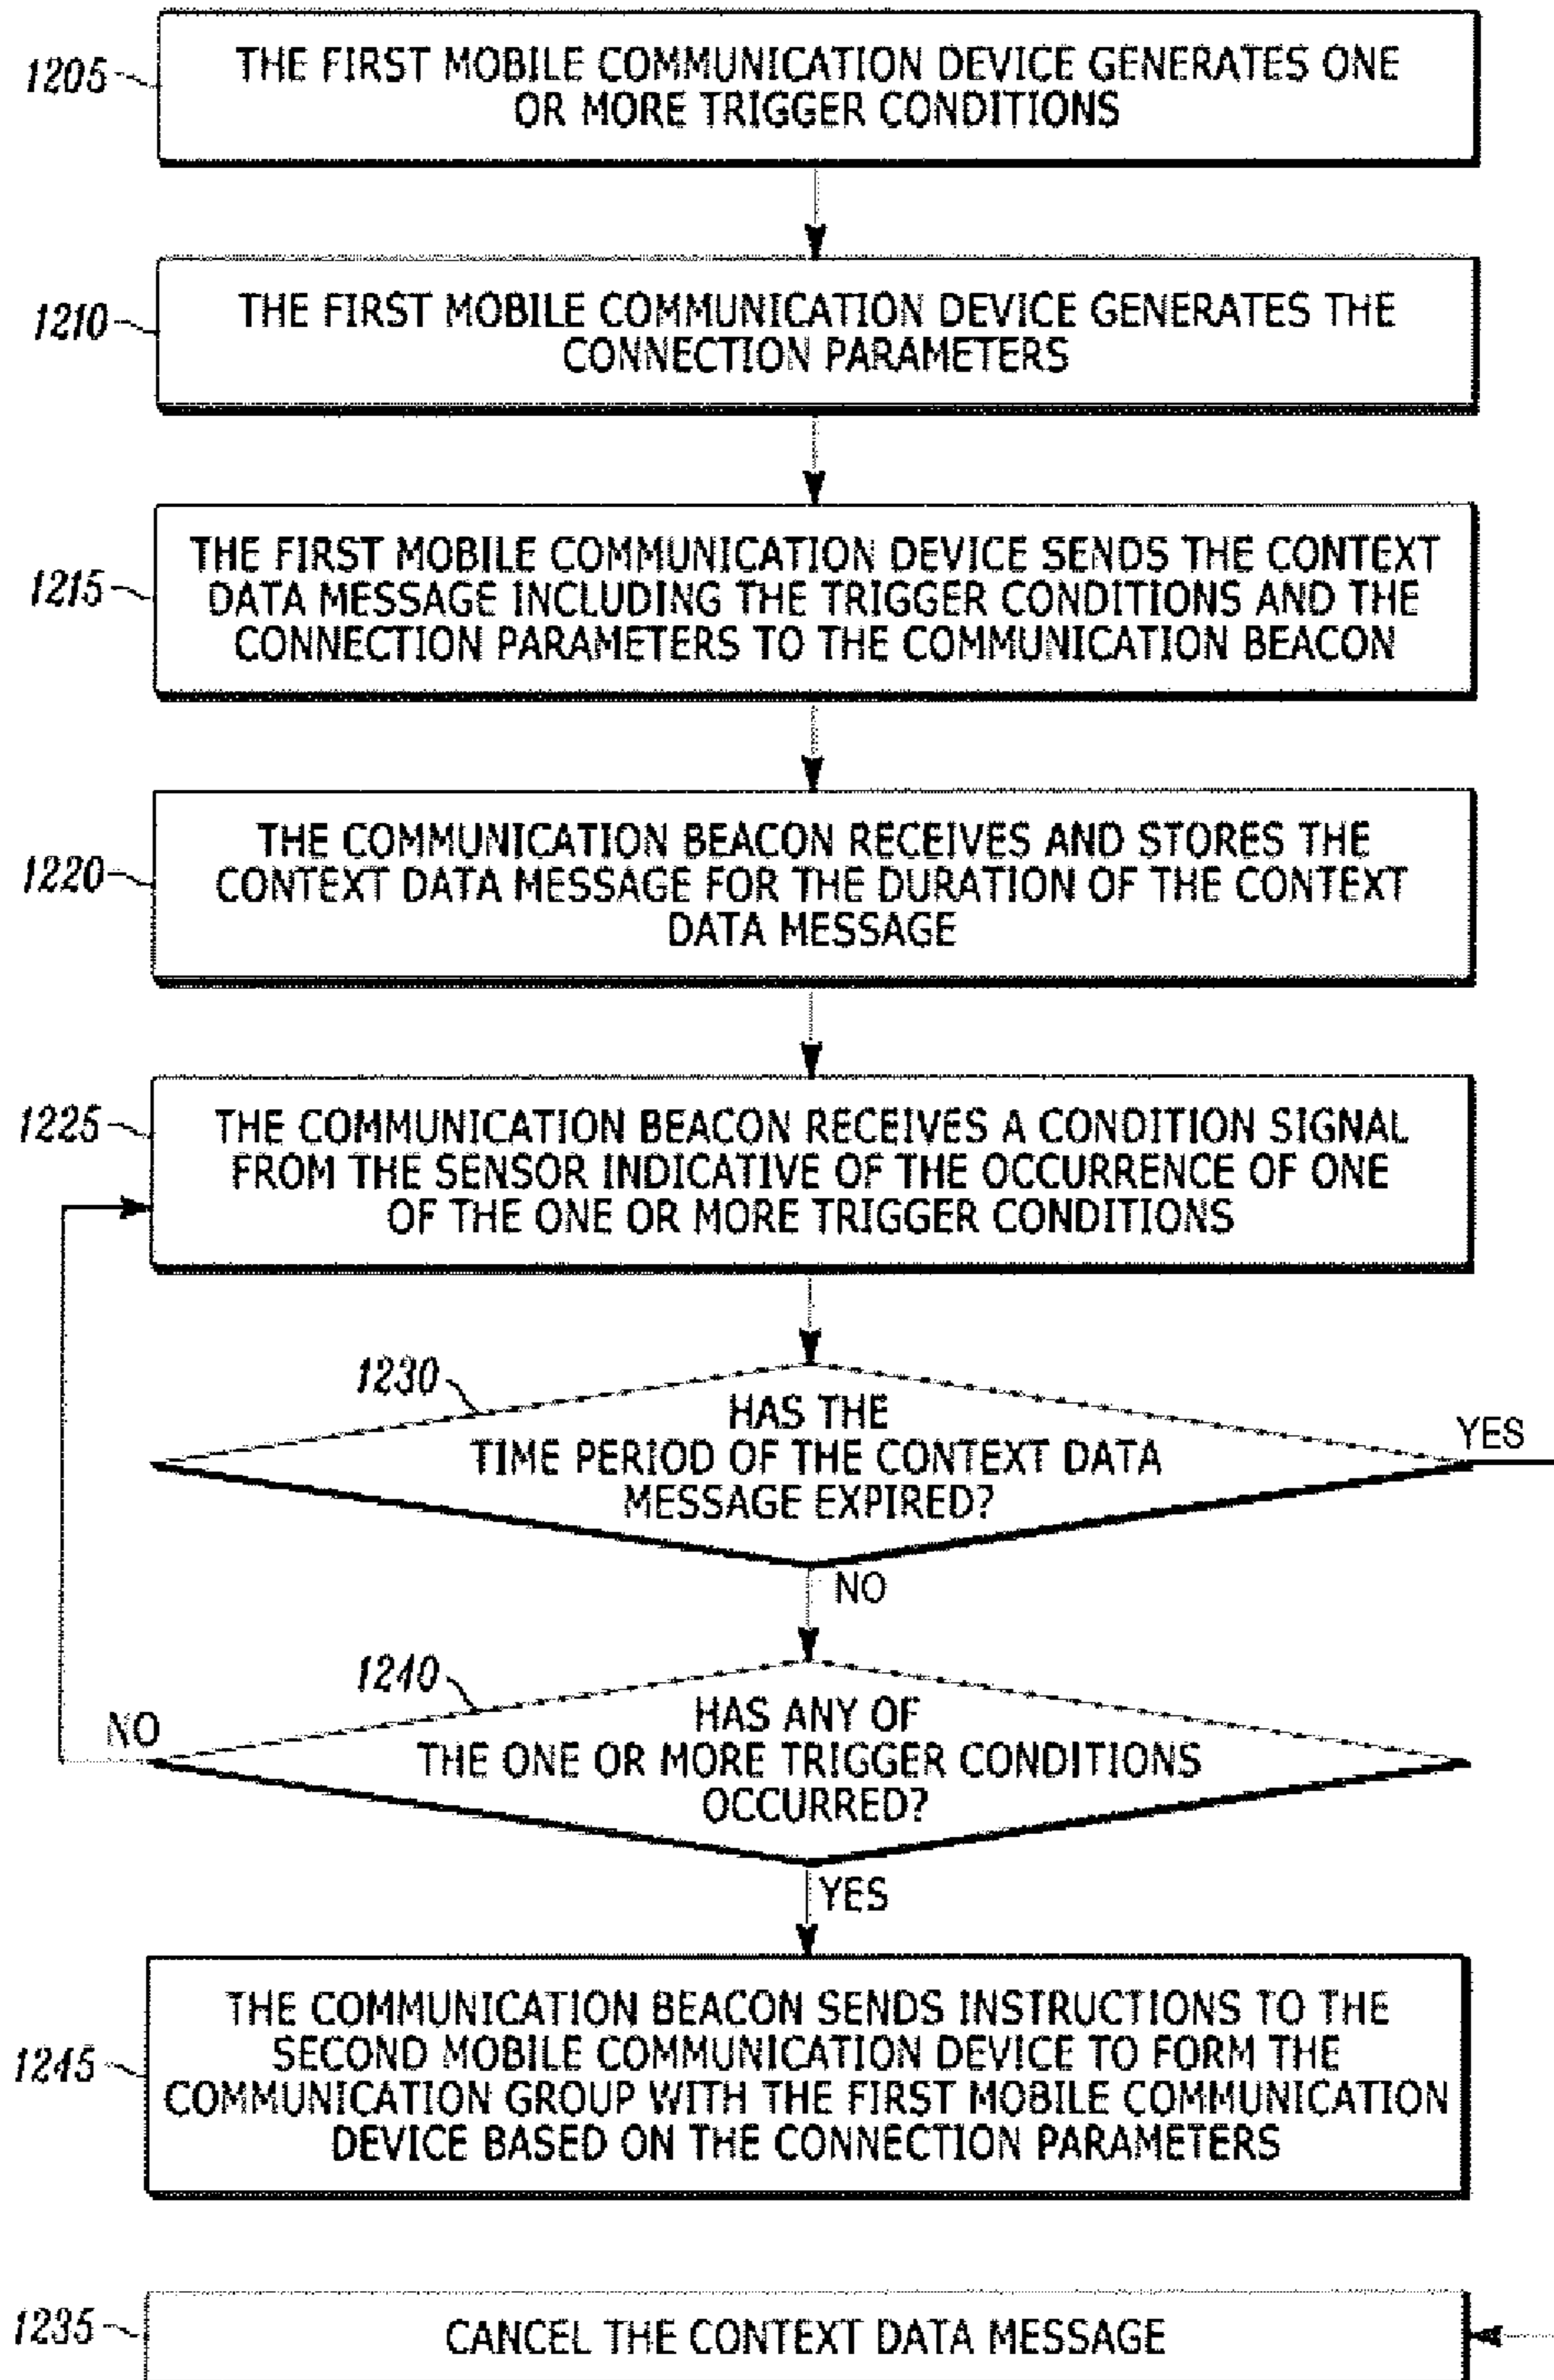 1205
THE FIRST MOBILE COMMUNICATION DEVICE GENERATES ONE
OR MORE TRIGGER CONDITIONS
1210
THE FIRST MOBILE COMMUNICATION DEVICE GENERATES THE
CONNECTION PARAMETERS
1215
THE FIRST MOBILE COMMUNICATION DEVICE SENDS THE CONTEXT
DATA MESSAGE INCLUDING THE TRIGGER CONDITIONS AND THE
CONNECTION PARAMETERS TO THE COMMUNICATION BEACON
1220
THE COMMUNICATION BEACON RECEIVES AND STORES THE
CONTEXT DATA MESSAGE FOR THE DURATION OF THE CONTEXT
DATA MESSAGE
1225
THE COMMUNICATION BEACON RECEIVES A CONDITION SIGNAL
FROM THE SENSOR INDICATIVE OF THE OCCURRENCE OF ONE
OF THE ONE OR MORE TRIGGER CONDITIONS
1230
HAS THE
TIME PERIOD OF THE CONTEXT DATA
MESSAGE EXPIRED?
YES
NO
1240
HAS ANY OF
THE ONE OR MORE TRIGGER CONDITIONS
OCCURRED?
NO
YES
1245
THE COMMUNICATION BEACON SENDS INSTRUCTIONS TO THE
SECOND MOBILE COMMUNICATION DEVICE TO FORM THE
COMMUNICATION GROUP WITH THE FIRST MOBILE COMMUNICATION
DEVICE BASED ON THE CONNECTION PARAMETERS
1235
CANCEL THE CONTEXT DATA MESSAGE